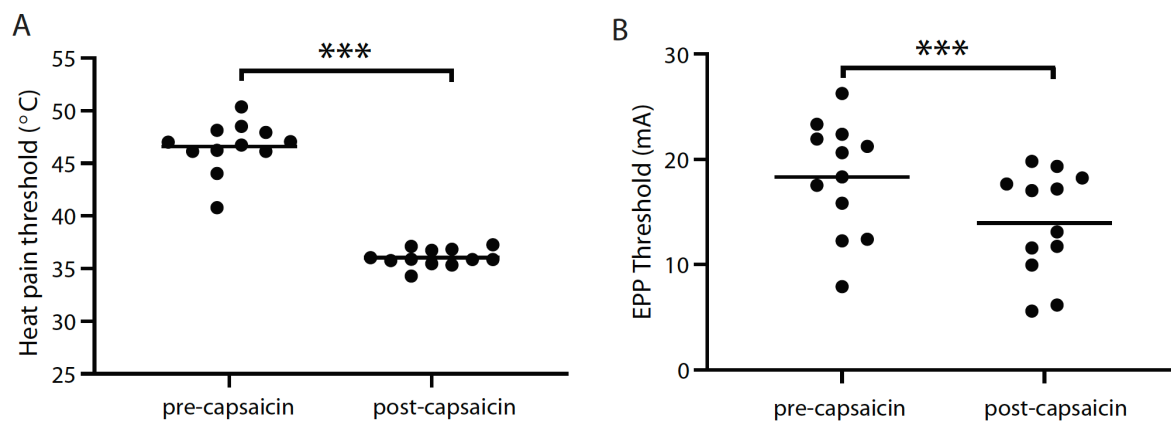 A
Heat pain threshold (°C)
55
50
45
40
35
30
25
***
pre-capsaicin
post-capsaicin
B
EPP Threshold (mA)
30
20
10
0
***
pre-capsaicin
post-capsaicin